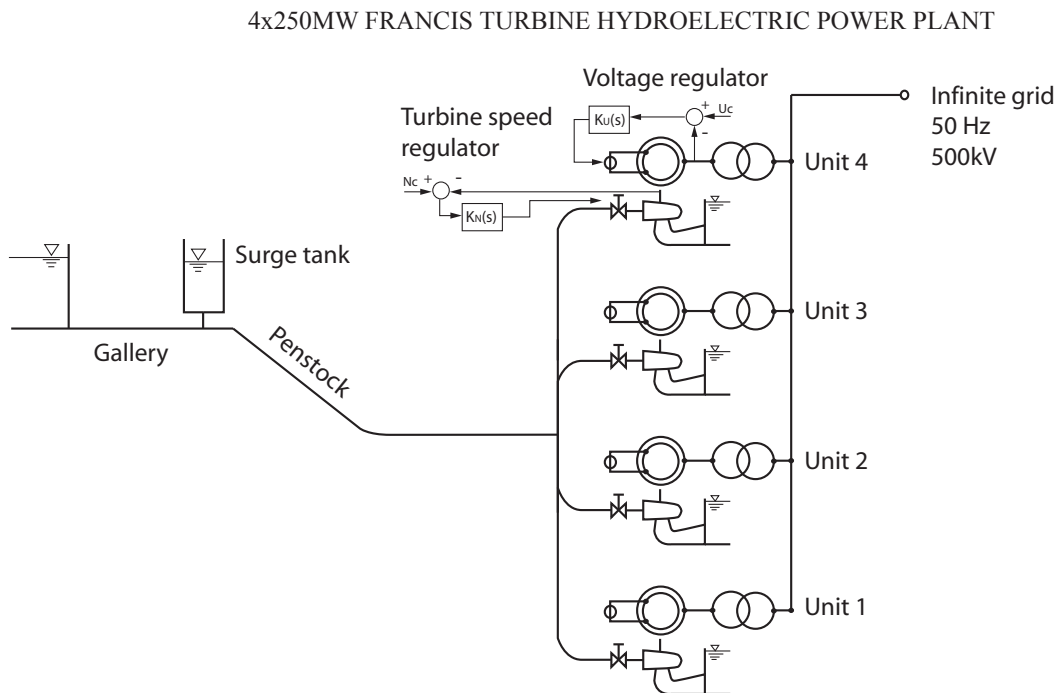 4x250MW FRANCIS TURBINE HYDROELECTRIC POWER PLANT
Voltage regulator
Turbine speed
regulator
KU(s)
+
Uc
-
Infinite grid
50 Hz
500kV
Unit 4
Nc
+
-
KN(s)
Surge tank
Gallery
Penstock
Unit 3
Unit 2
Unit 1